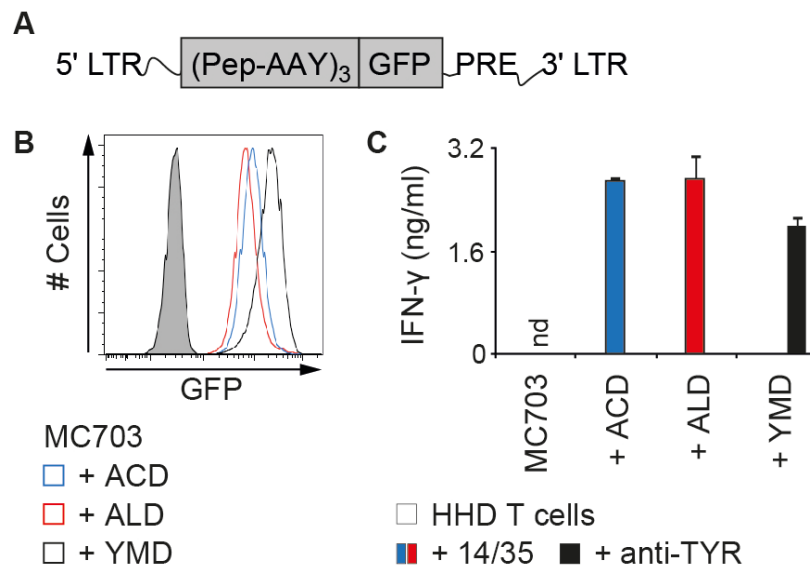 A
5' LTR (Pep-AAY)3 GFP PRE 3' LTR
B
# Cells
GFP
MC703
+ ACD
+ ALD
+ YMD
C
IFN-γ (ng/ml)
3.2
1.6
0
nd
MC703
+ ACD
+ ALD
+ YMD
HHD T cells
+ 14/35 + anti-TYR